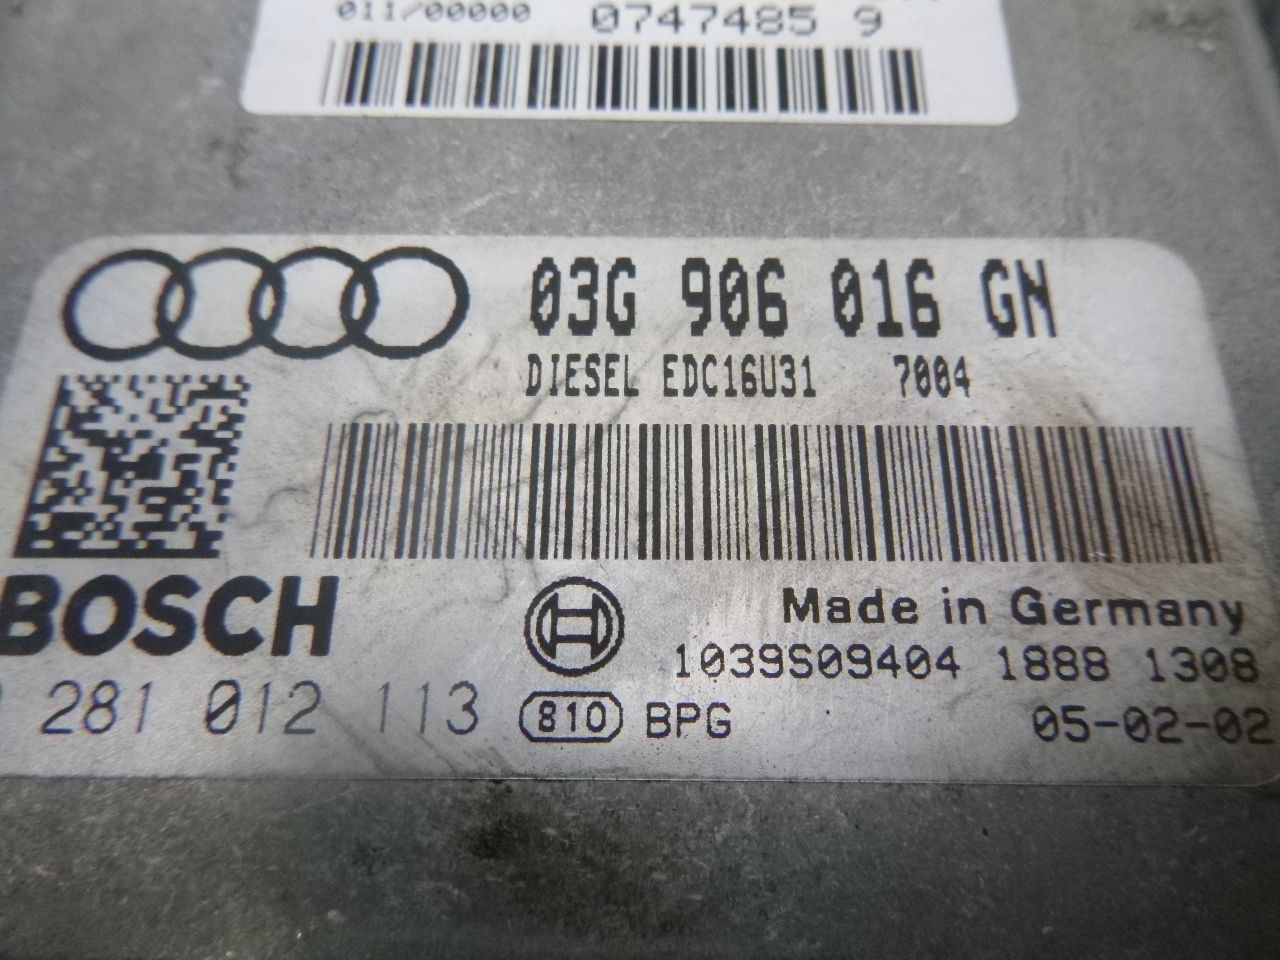 011/00000 0747485 9
03G 906 016 GN
DIESEL EDC16U31 7004
BOSCH
Made in Germany
1039S09404 1888 1308
281 012 113 810 BPG 05-02-02